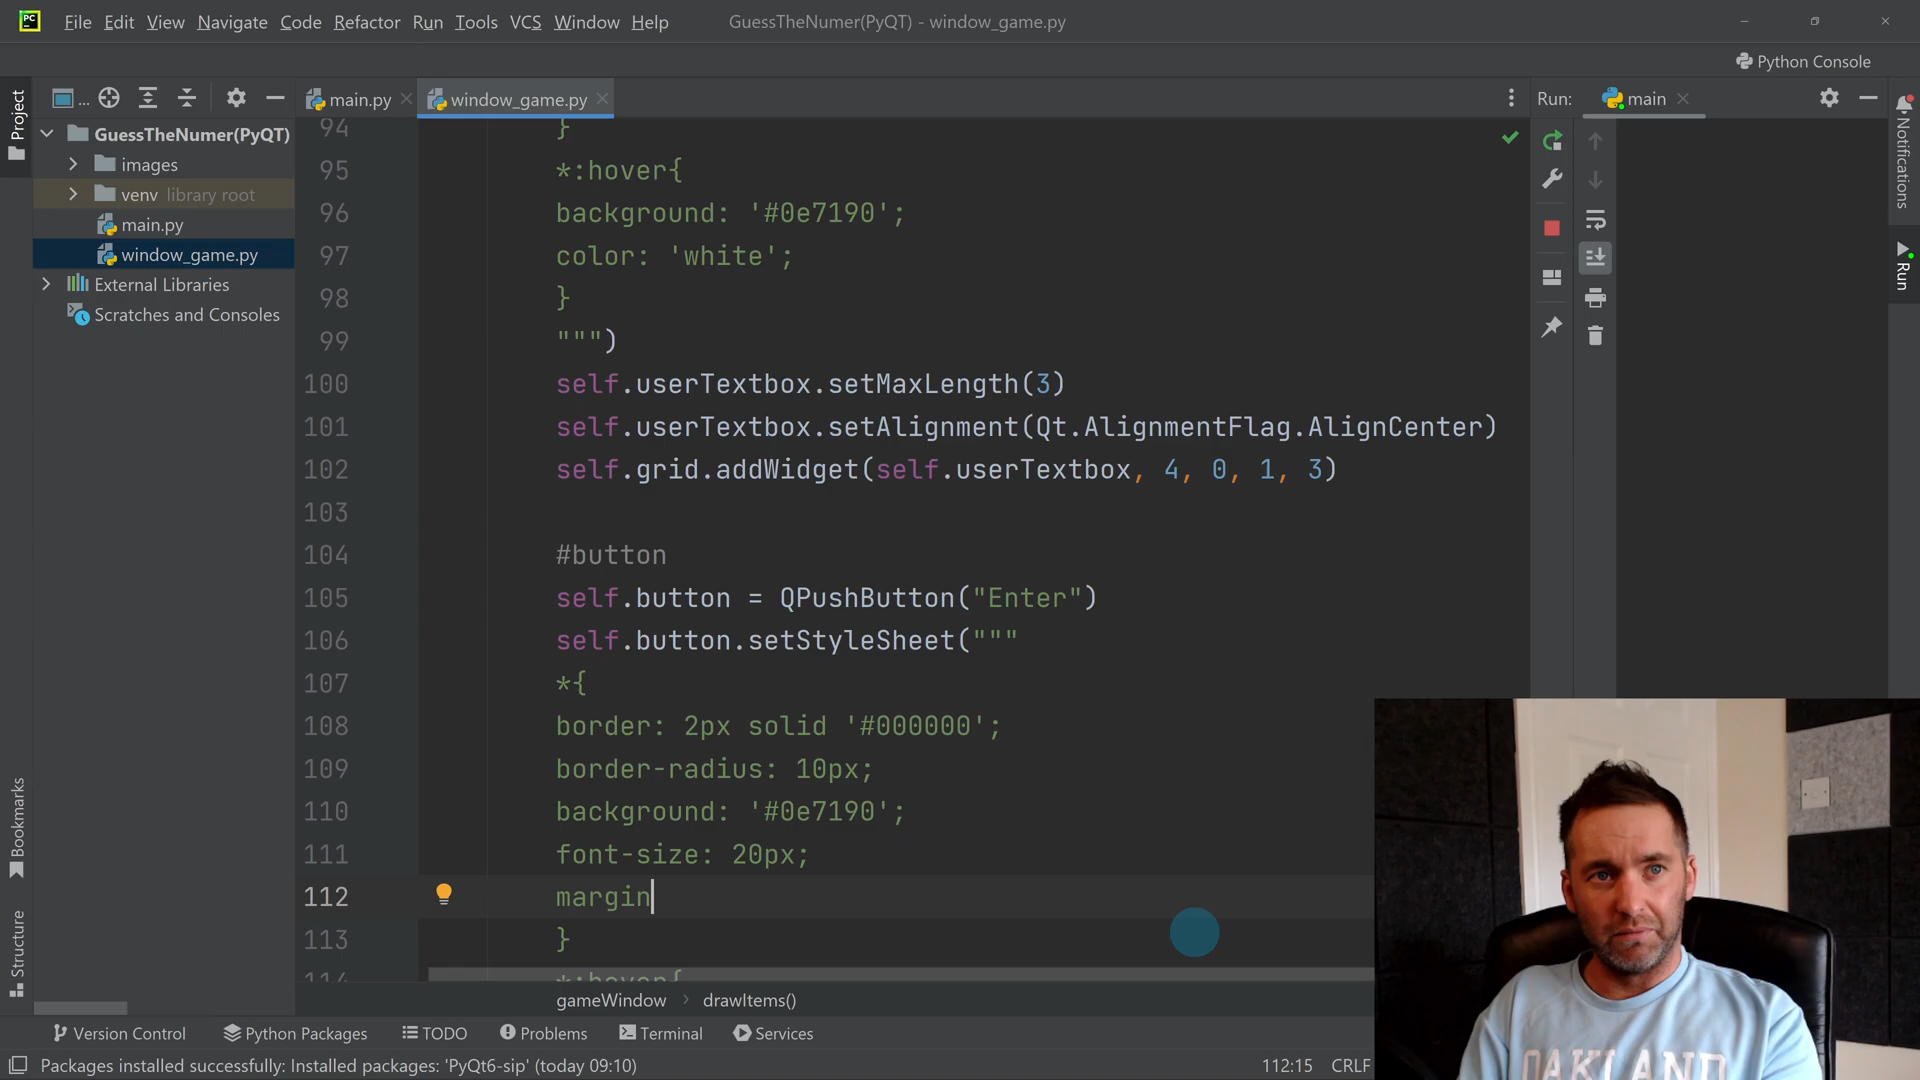 PC
File Edit View Navigate Code Refactor Run Tools VCS Window Help
GuessTheNumer(PyQT) - window_game.py
Python Console
Project
...
main.py
window_game.py
Run:
main
Notifications
Run
GuessTheNumer(PyQT)
images
venv library root
main.py
window_game.py
External Libraries
Scratches and Consoles
94 }
95 *:hover{
96 background: '#0e7190';
97 color: 'white';
98 }
99 """)
100 self.userTextbox.setMaxLength(3)
101 self.userTextbox.setAlignment(Qt.AlignmentFlag.AlignCenter)
102 self.grid.addWidget(self.userTextbox, 4, 0, 1, 3)
103
104 #button
105 self.button = QPushButton("Enter")
106 self.button.setStyleSheet("""
107 *{
108 border: 2px solid '#000000';
109 border-radius: 10px;
110 background: '#0e7190';
111 font-size: 20px;
112 margin
113 }
114 *:hover{
gameWindow > drawItems()
Bookmarks
Structure
Version Control Python Packages TODO Problems Terminal Services
Packages installed successfully: Installed packages: 'PyQt6-sip' (today 09:10)
112:15 CRLF
OAKLAND